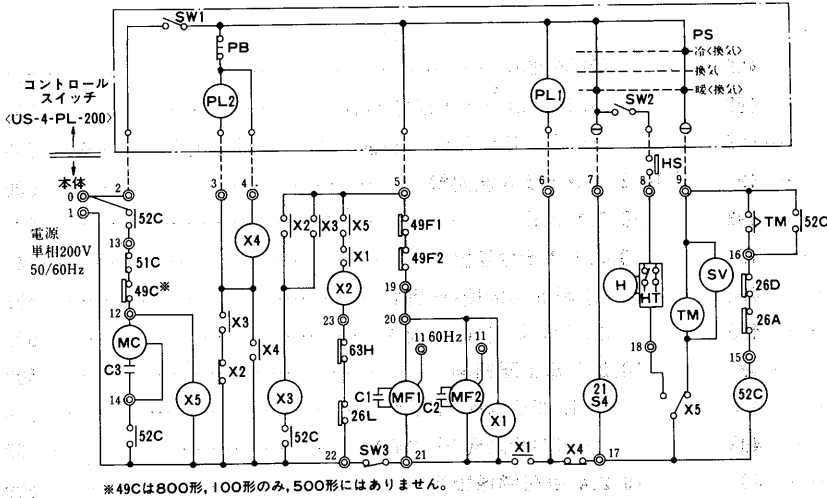 SW1
PB
PL2
PL1
PS
冷<換気>
換気
暖<換気>
SW2
コントロール
スイッチ
<US-4-PL-200>
本体
HS
0
1
2
3
4
5
6
7
8
9
電源
単相200V
50/60Hz
52C
13
51C
49C※
12
MC
C3
14
52C
X5
X4
X3
X2
X4
X2
X3
X5
X1
X2
23
63H
26L
X3
52C
22
SW3
49F1
49F2
19
20
11
60Hz
11
C1
MF1
C2
MF2
X1
21
X1
X4
21
S4
17
H
HT
18
SV
TM
X5
TM
52C
16
26D
26A
15
52C
※49Cは800形,100形のみ,500形にはありません。